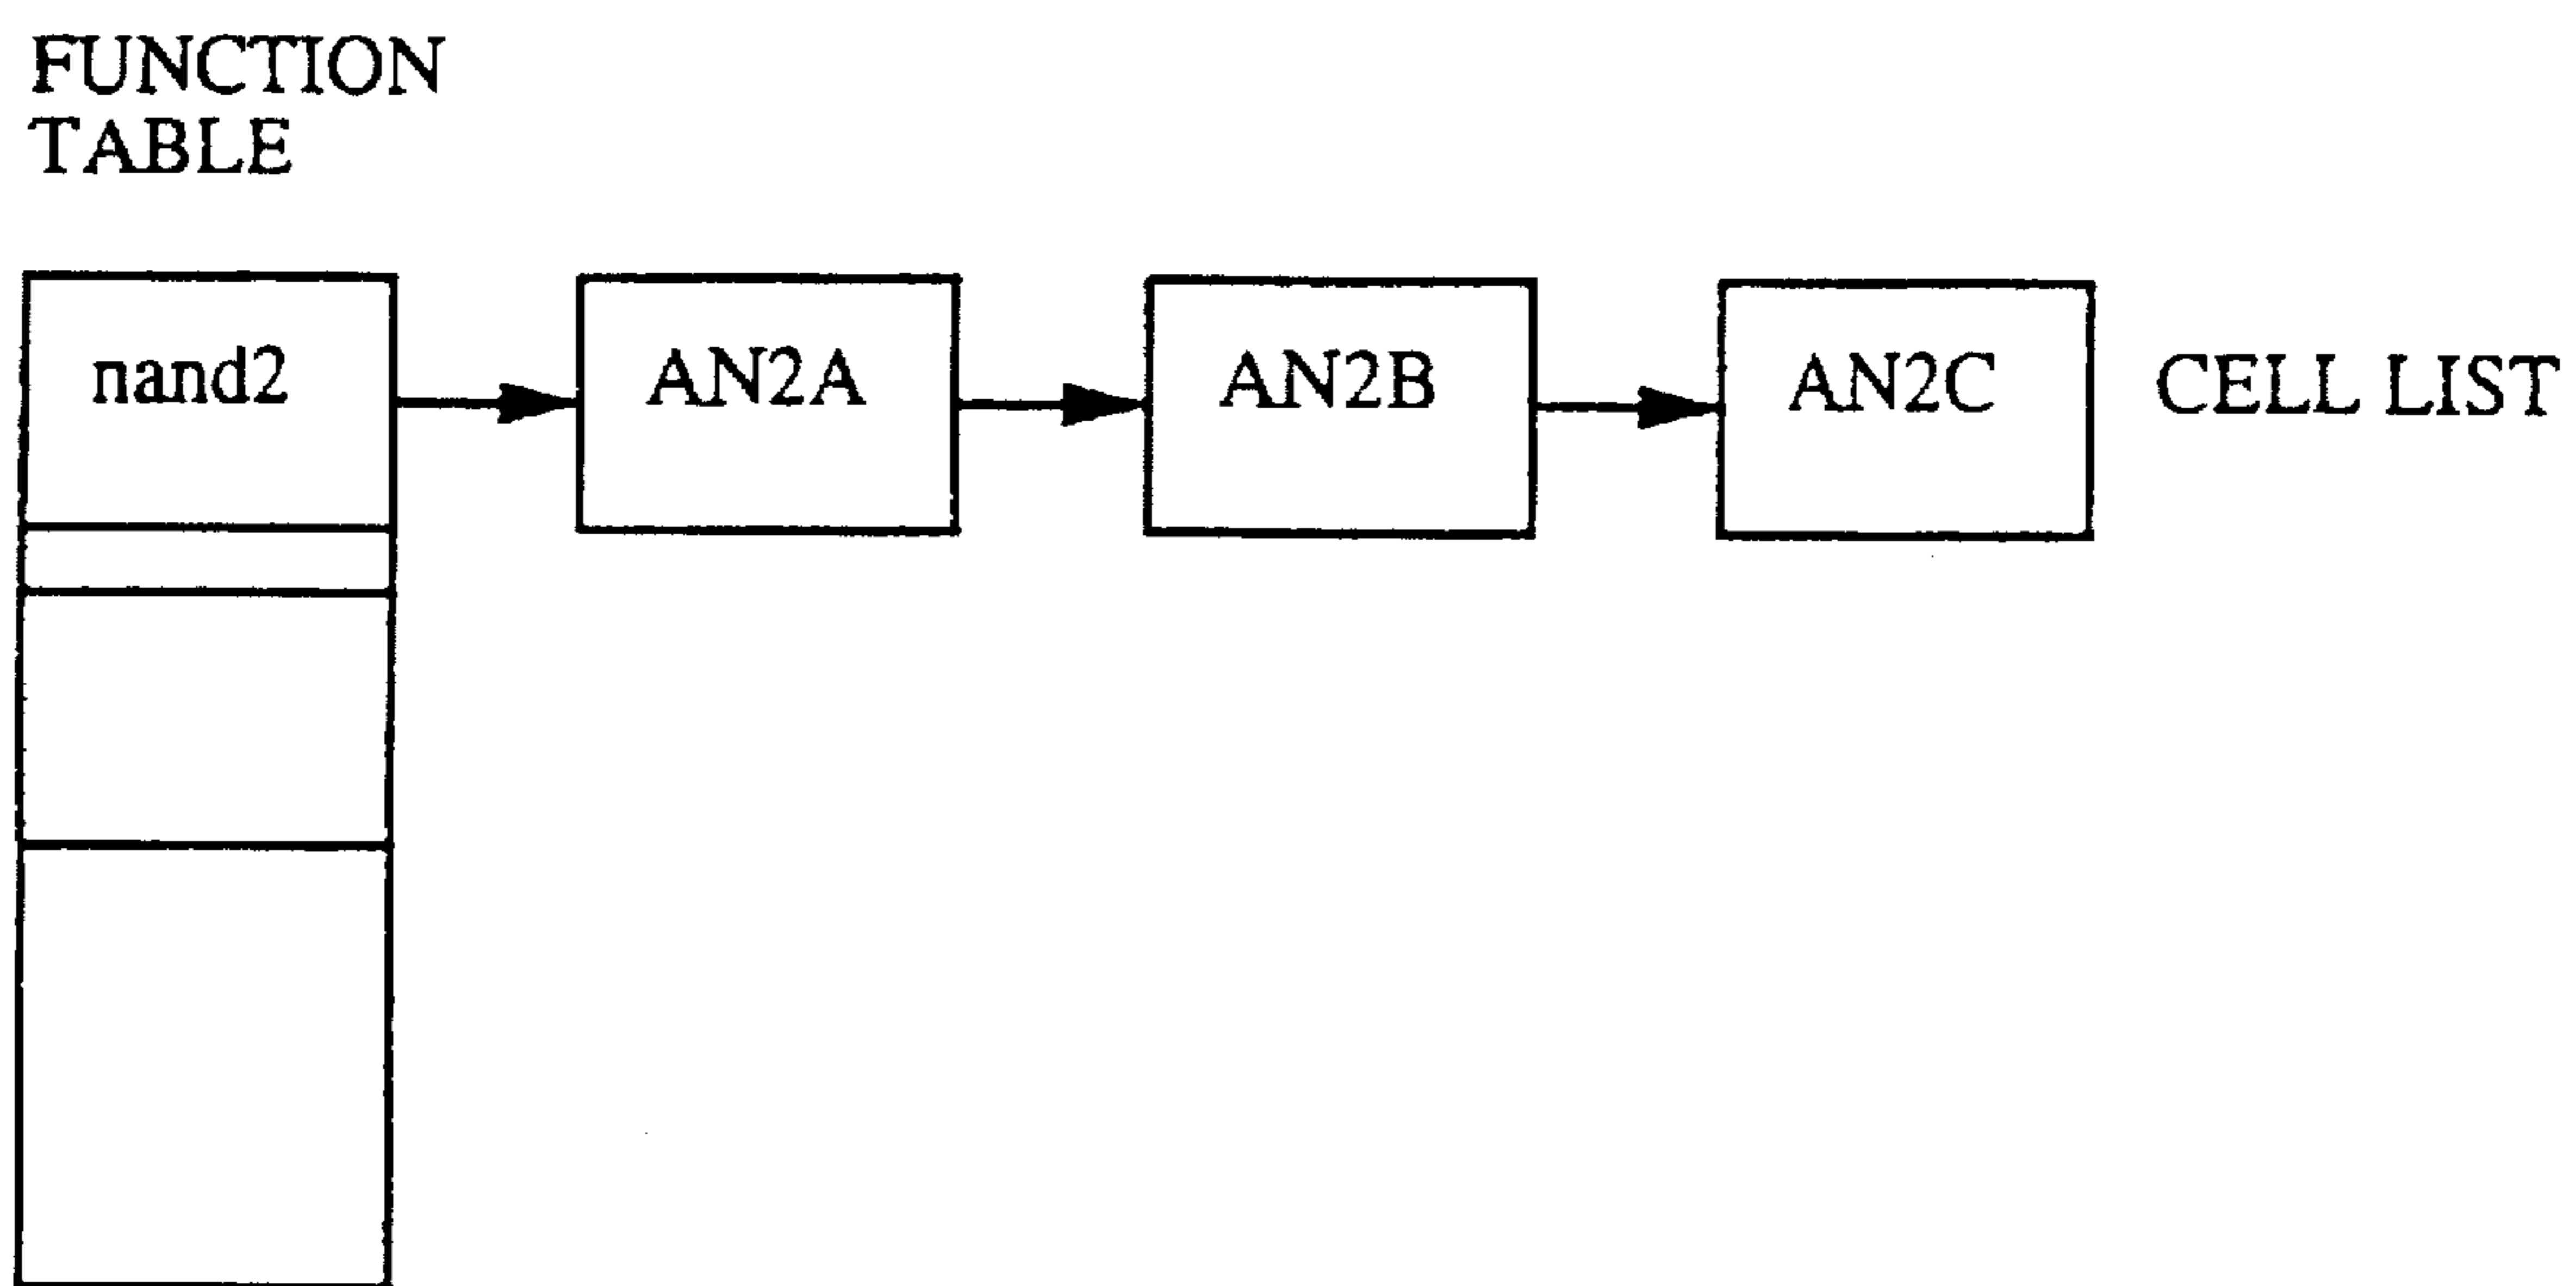 FUNCTION
TABLE
nand2
AN2A
AN2B
AN2C
CELL LIST